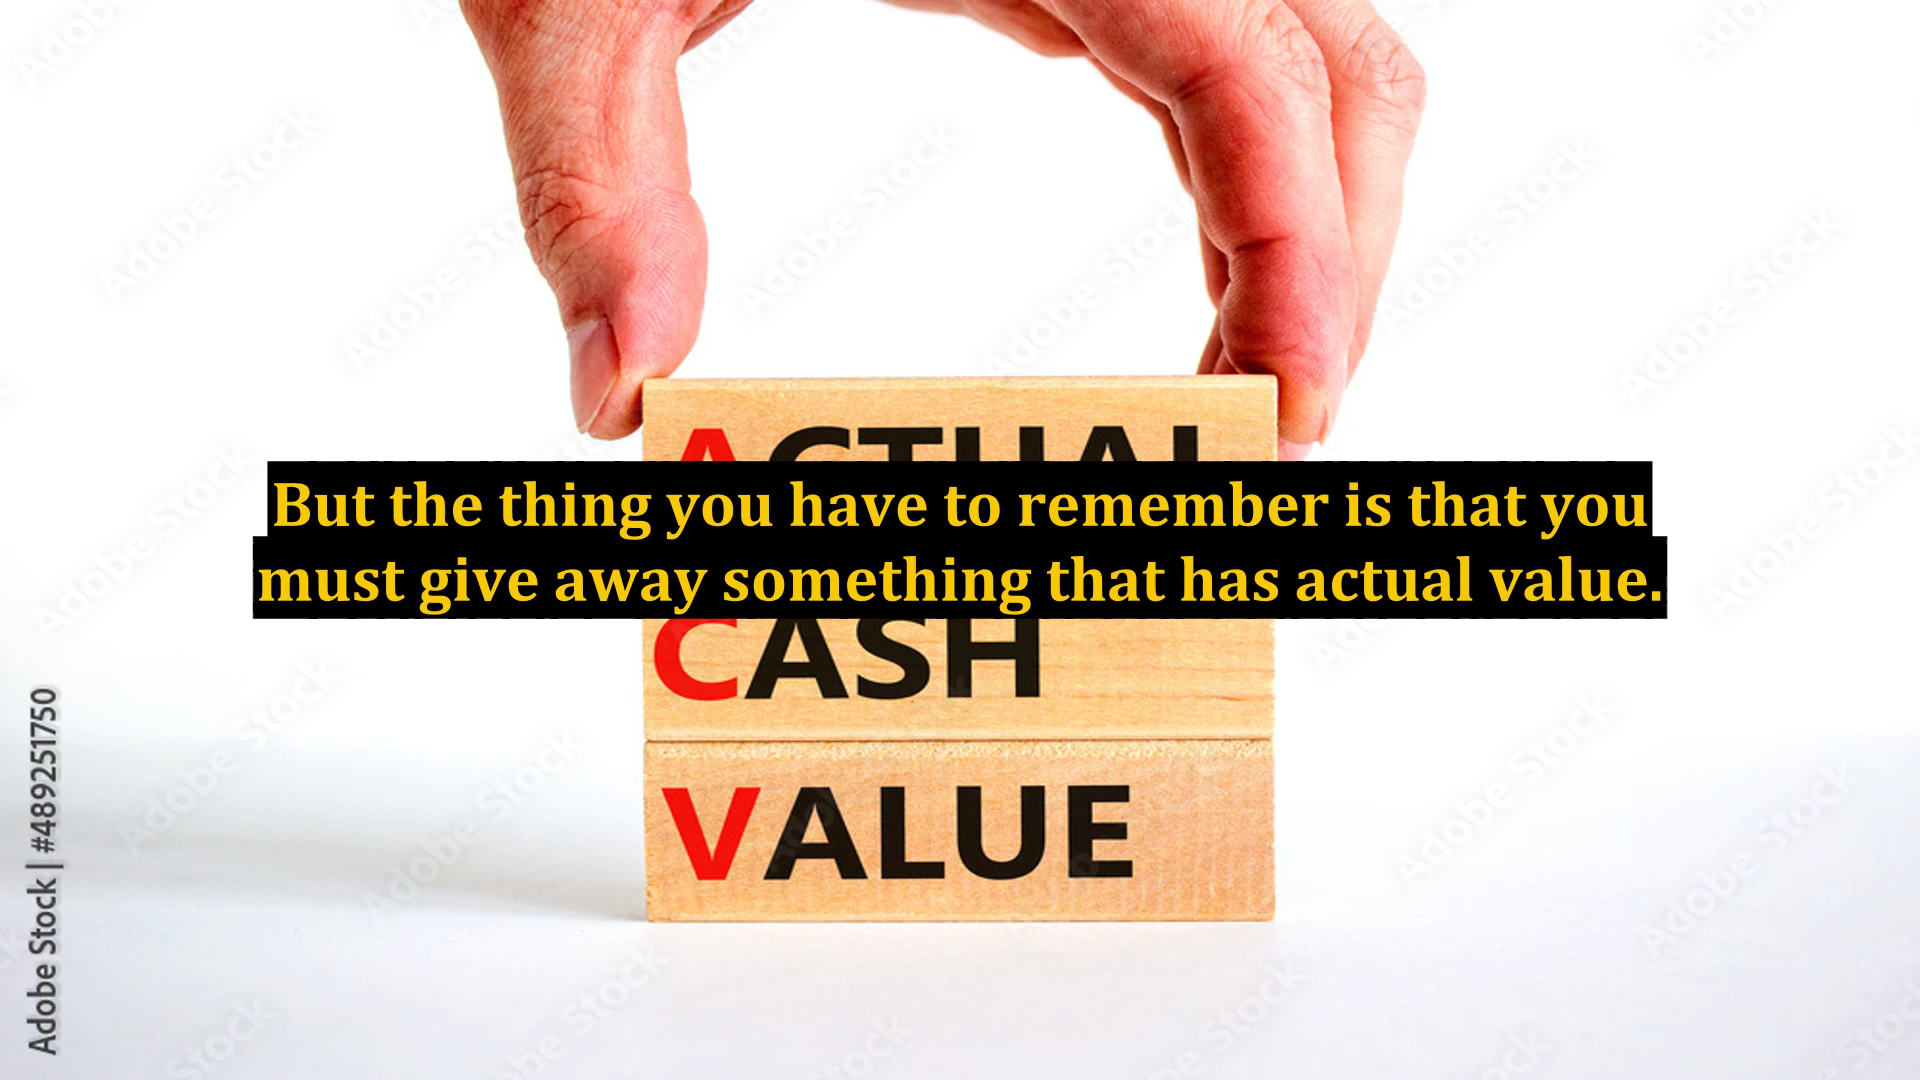 ACTUAL
But the thing you have to remember is that you
must give away something that has actual value.
CASH
VALUE
Adobe Stock | #489251750